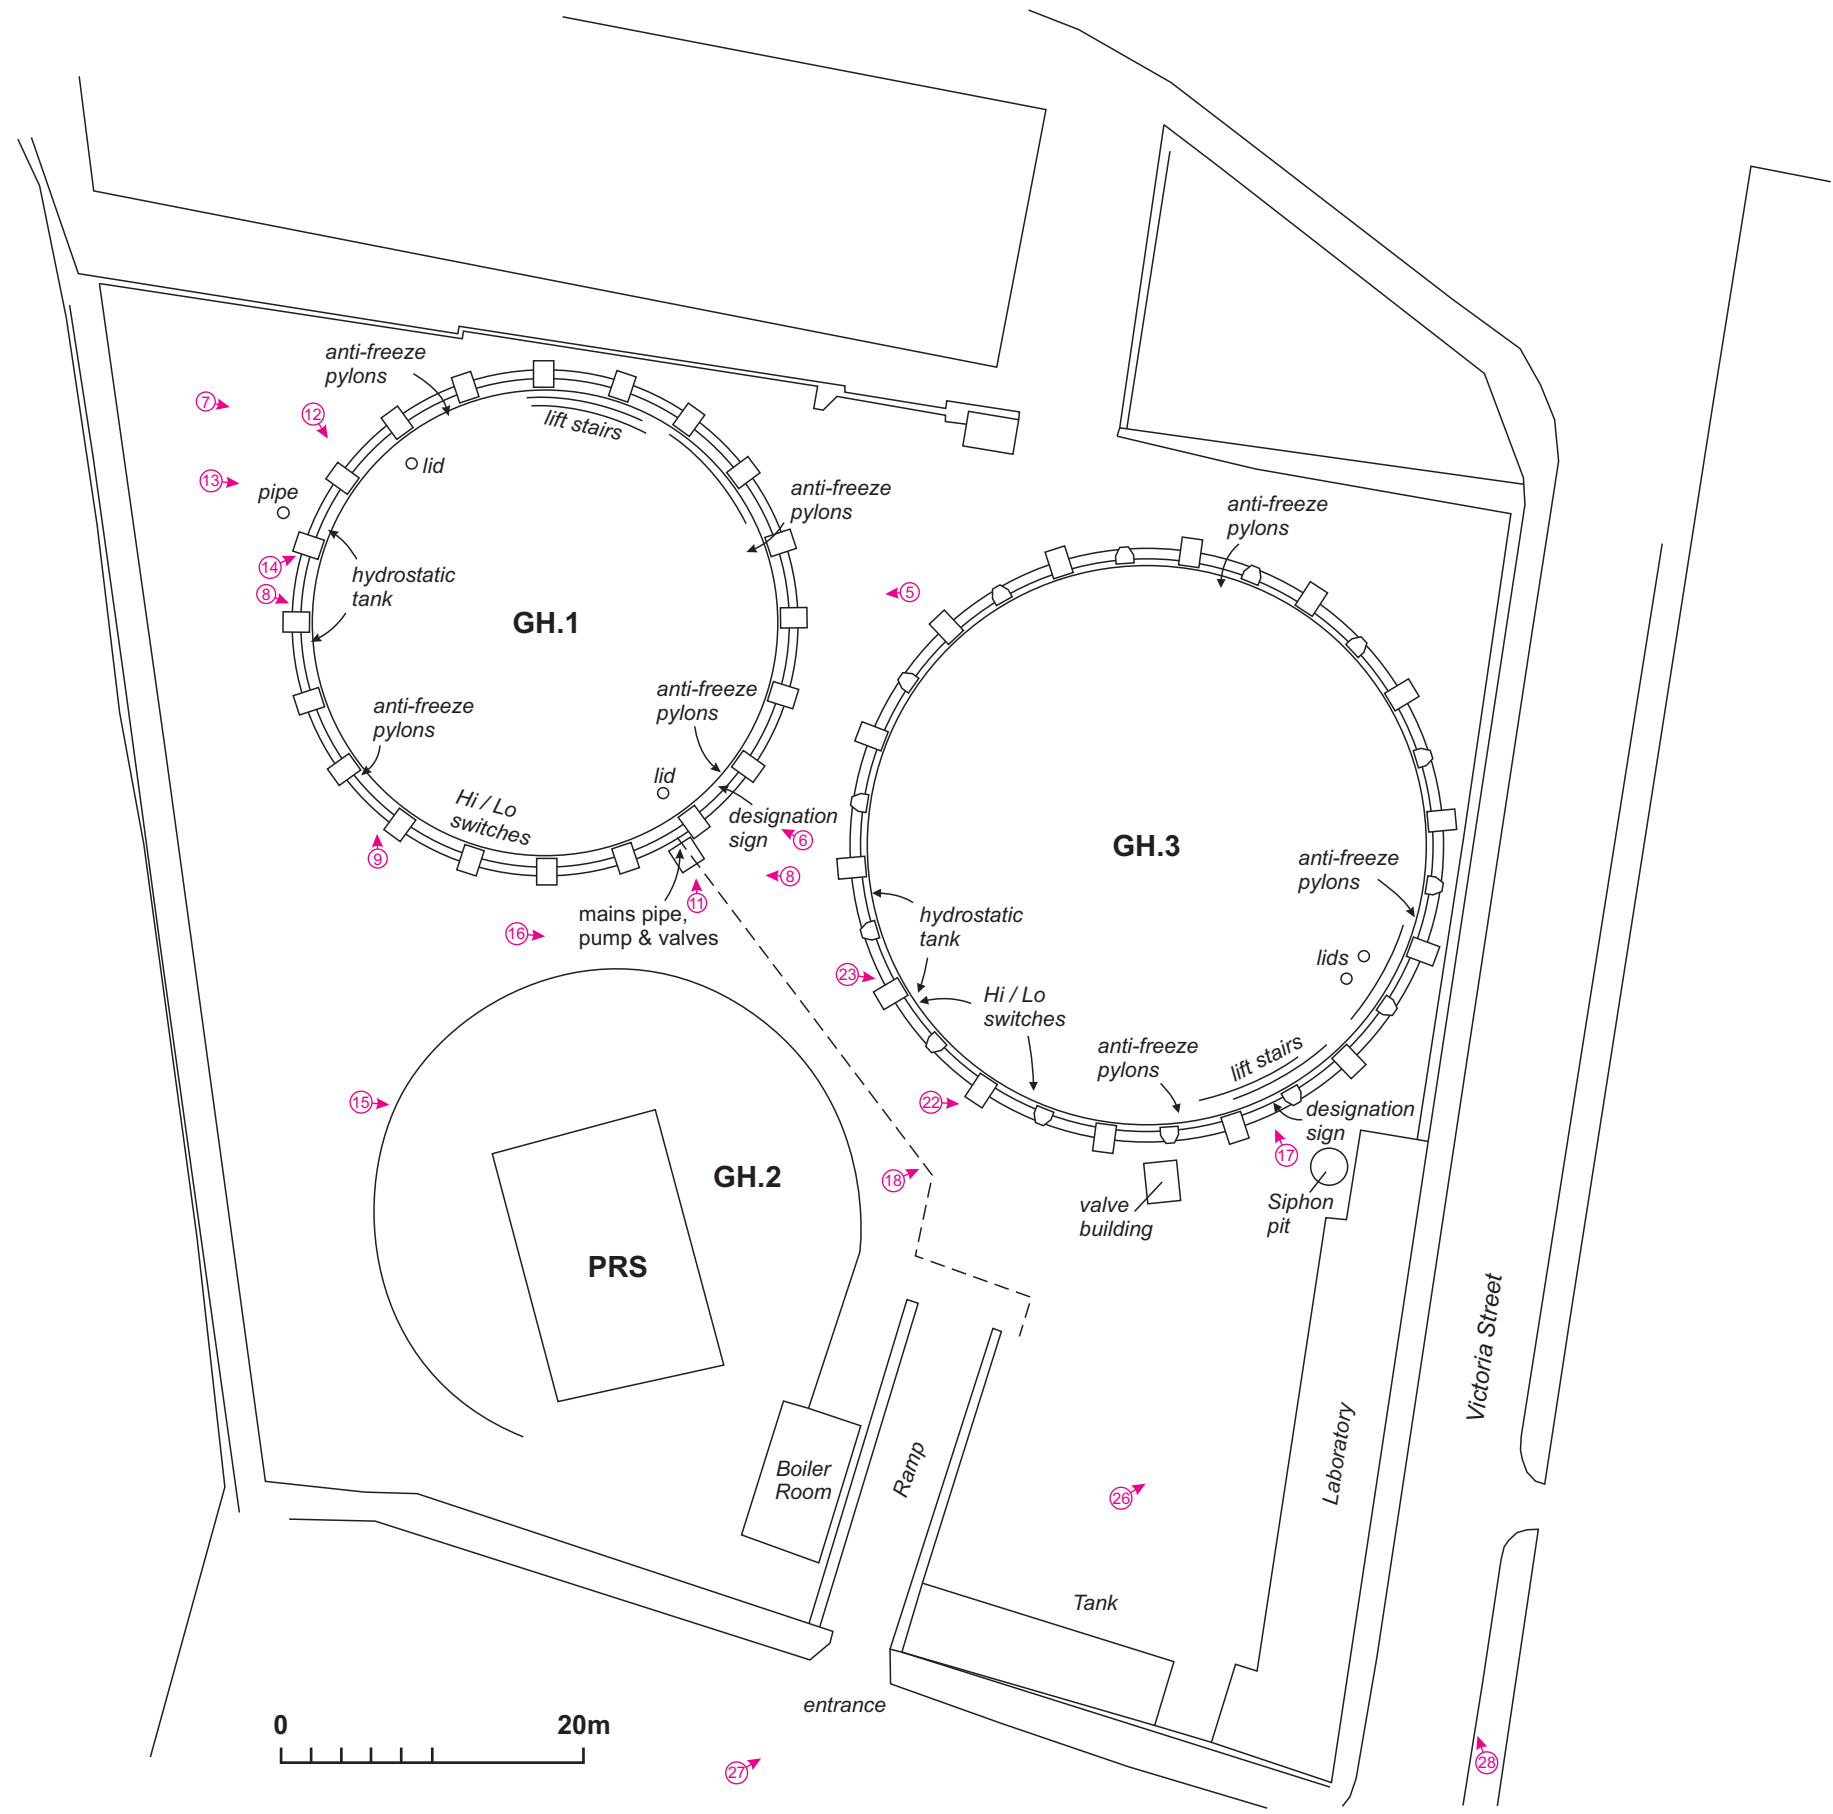 anti-freeze
pylons
7
12
lift stairs
lid
13
pipe
anti-freeze
pylons
anti-freeze
pylons
14
hydrostatic
tank
8
5
GH.1
anti-freeze
pylons
anti-freeze
pylons
lid
Hi / Lo
switches
designation
sign
6
9
8
11
mains pipe,
pump & valves
16
GH.3
anti-freeze
pylons
hydrostatic
tank
lids
23
Hi / Lo
switches
anti-freeze
pylons
lift stairs
22
15
designation
sign
17
18
GH.2
valve
building
Siphon
pit
PRS
Victoria Street
Laboratory
Boiler
Room
Ramp
26
Tank
entrance
0
20m
27
28